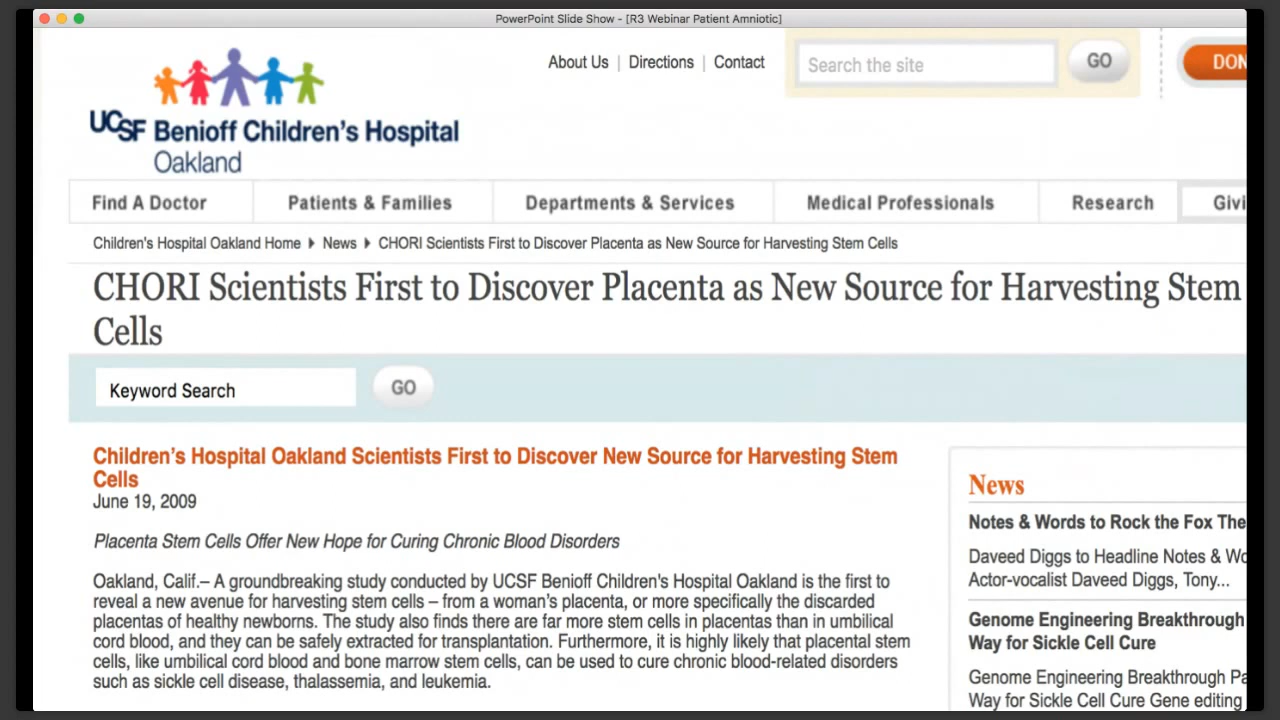 PowerPoint Slide Show - [R3 Webinar Patient Amniotic]
About Us | Directions | Contact
Search the site
GO
DON
UCSF Benioff Children's Hospital
Oakland
Find A Doctor
Patients & Families
Departments & Services
Medical Professionals
Research
Givi
Children's Hospital Oakland Home ▸ News ▸ CHORI Scientists First to Discover Placenta as New Source for Harvesting Stem Cells
CHORI Scientists First to Discover Placenta as New Source for Harvesting Stem
Cells
Keyword Search
GO
Children's Hospital Oakland Scientists First to Discover New Source for Harvesting Stem
Cells
June 19, 2009
Placenta Stem Cells Offer New Hope for Curing Chronic Blood Disorders
Oakland, Calif.– A groundbreaking study conducted by UCSF Benioff Children's Hospital Oakland is the first to
reveal a new avenue for harvesting stem cells – from a woman's placenta, or more specifically the discarded
placentas of healthy newborns. The study also finds there are far more stem cells in placentas than in umbilical
cord blood, and they can be safely extracted for transplantation. Furthermore, it is highly likely that placental stem
cells, like umbilical cord blood and bone marrow stem cells, can be used to cure chronic blood-related disorders
such as sickle cell disease, thalassemia, and leukemia.
News
Notes & Words to Rock the Fox The
Daveed Diggs to Headline Notes & Wo
Actor-vocalist Daveed Diggs, Tony...
Genome Engineering Breakthrough
Way for Sickle Cell Cure
Genome Engineering Breakthrough Pa
Way for Sickle Cell Cure Gene editing